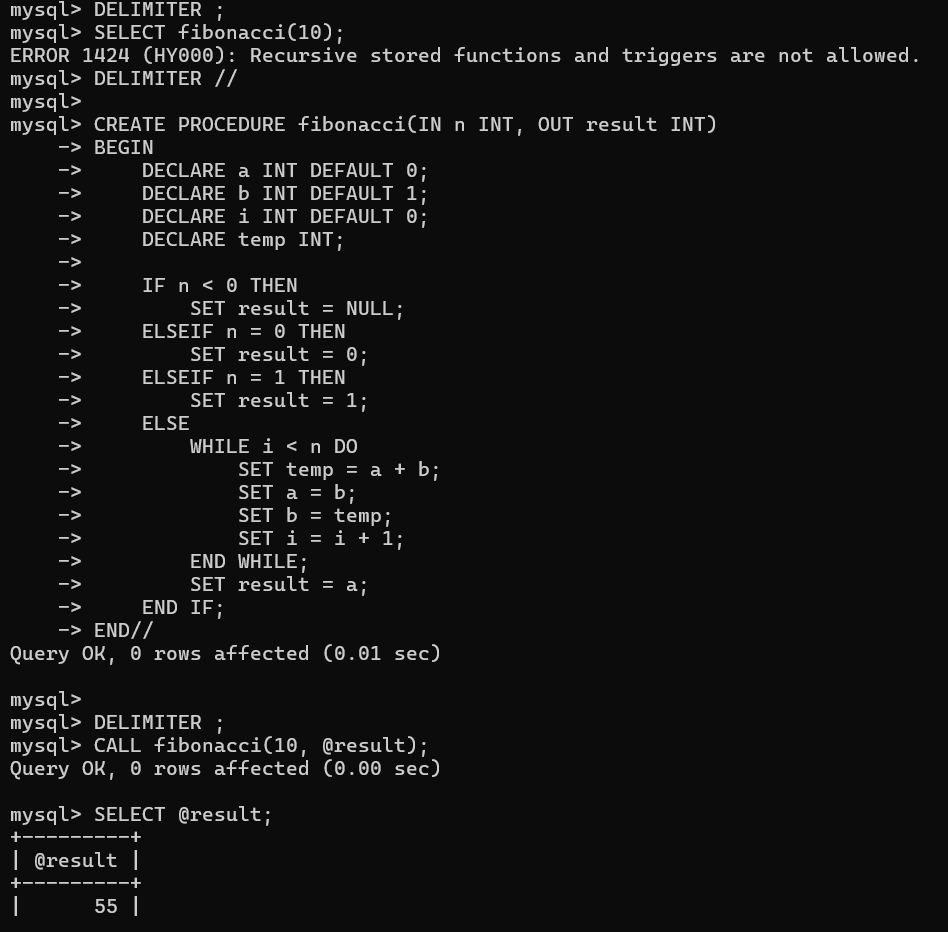 mysql> DELIMITER ;
mysql> SELECT fibonacci(10);
ERROR 1424 (HY000): Recursive stored functions and triggers are not allowed.
mysql> DELIMITER //
mysql>
mysql> CREATE PROCEDURE fibonacci(IN n INT, OUT result INT)
    -> BEGIN
    ->     DECLARE a INT DEFAULT 0;
    ->     DECLARE b INT DEFAULT 1;
    ->     DECLARE i INT DEFAULT 0;
    ->     DECLARE temp INT;
    ->
    ->     IF n < 0 THEN
    ->         SET result = NULL;
    ->     ELSEIF n = 0 THEN
    ->         SET result = 0;
    ->     ELSEIF n = 1 THEN
    ->         SET result = 1;
    ->     ELSE
    ->         WHILE i < n DO
    ->             SET temp = a + b;
    ->             SET a = b;
    ->             SET b = temp;
    ->             SET i = i + 1;
    ->         END WHILE;
    ->         SET result = a;
    ->     END IF;
    -> END//
Query OK, 0 rows affected (0.01 sec)

mysql>
mysql> DELIMITER ;
mysql> CALL fibonacci(10, @result);
Query OK, 0 rows affected (0.00 sec)

mysql> SELECT @result;
+---------+
| @result |
+---------+
|      55 |